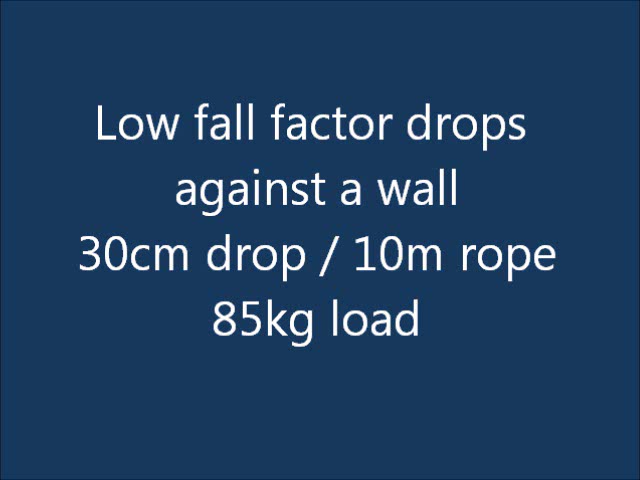 Low fall factor drops
against a wall
30cm drop / 10m rope
85kg load